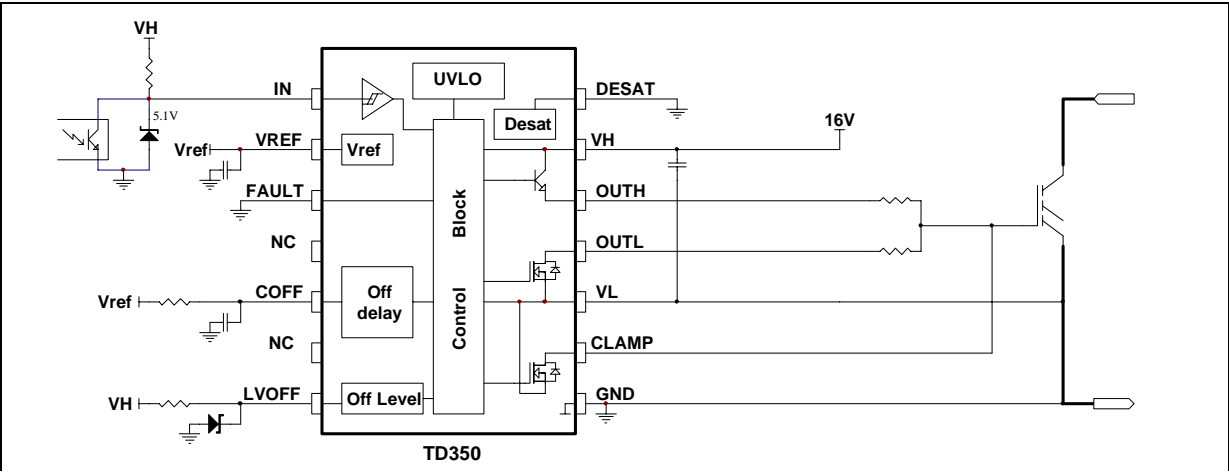 VH
5.1V
IN
Vref
VREF
FAULT
NC
Vref
COFF
NC
VH
LVOFF
UVLO
Desat
Vref
Control Block
Off
delay
Off Level
DESAT
VH
16V
OUTH
OUTL
VL
CLAMP
GND
TD350